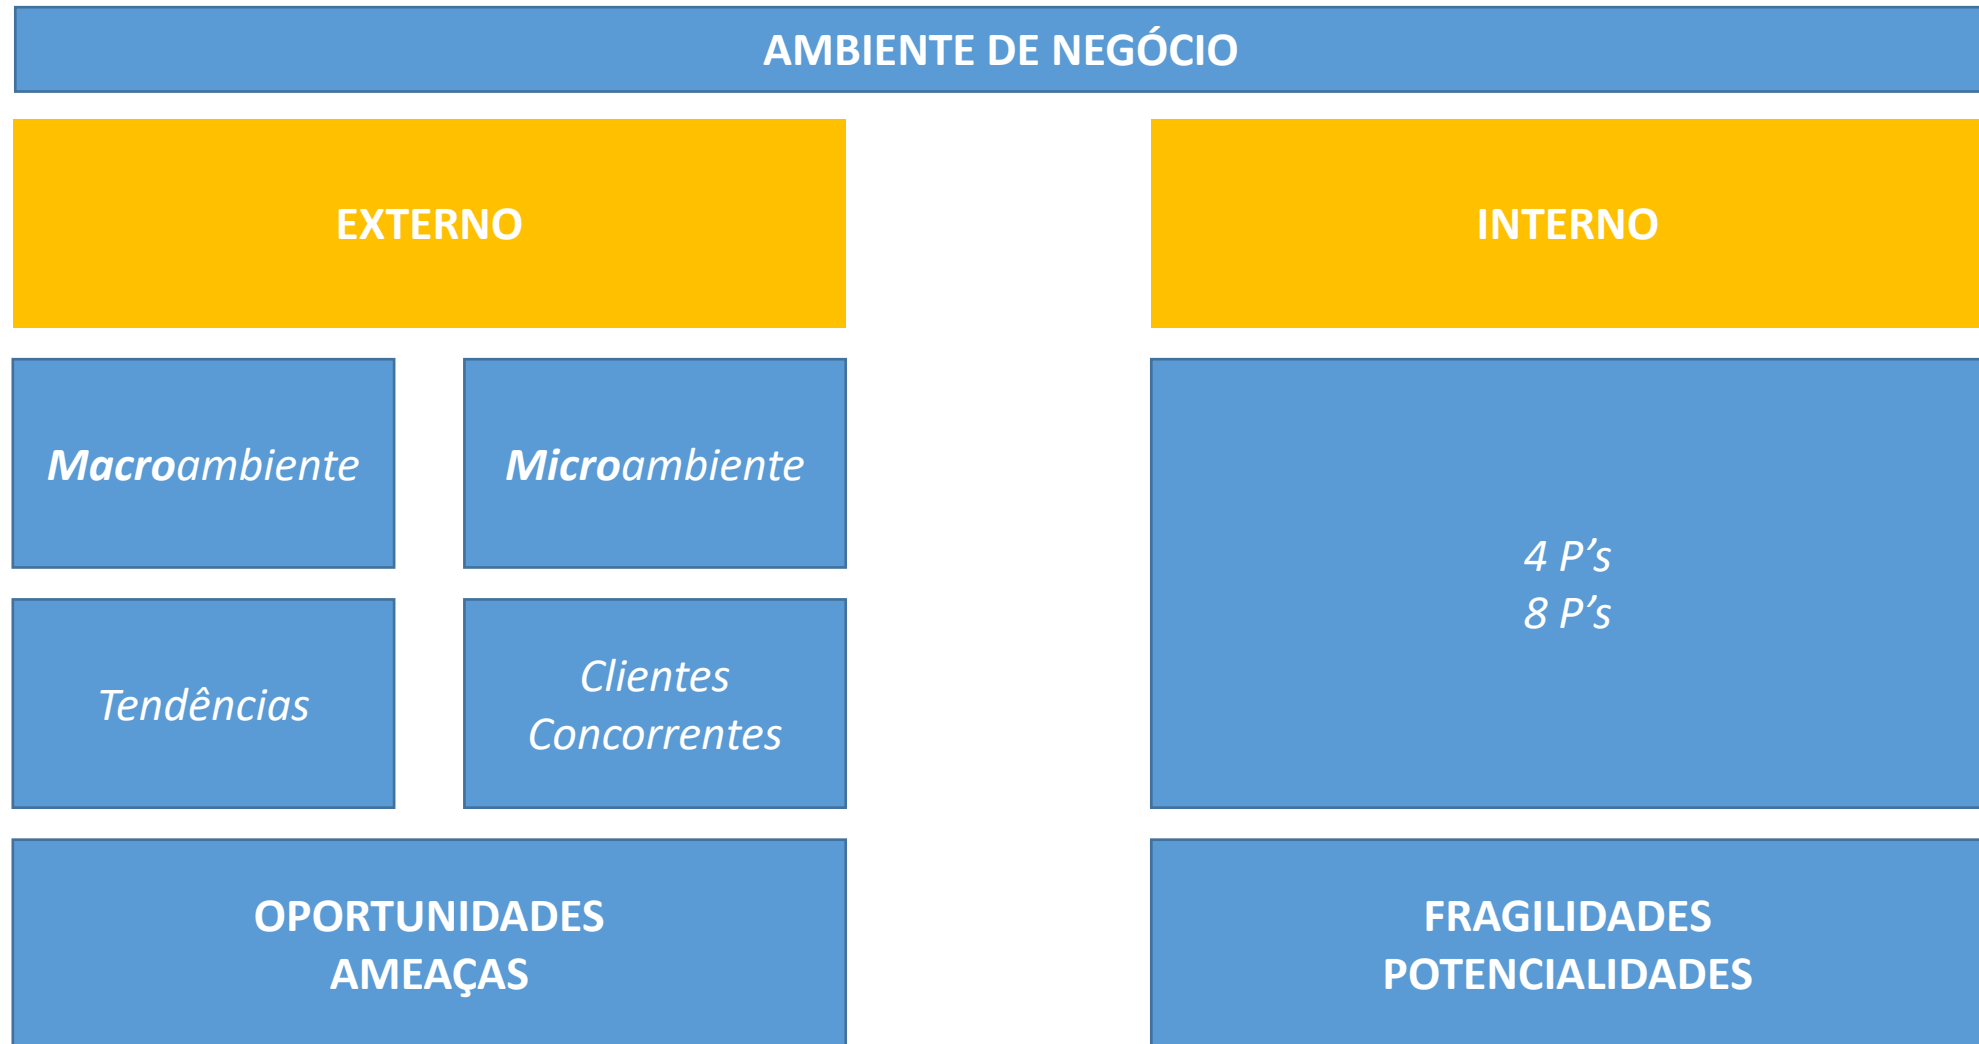 AMBIENTE DE NEGÓCIO
EXTERNO
INTERNO
Macroambiente
Microambiente
4 P’s
8 P’s
Tendências
Clientes
Concorrentes
OPORTUNIDADES
AMEAÇAS
FRAGILIDADES
POTENCIALIDADES